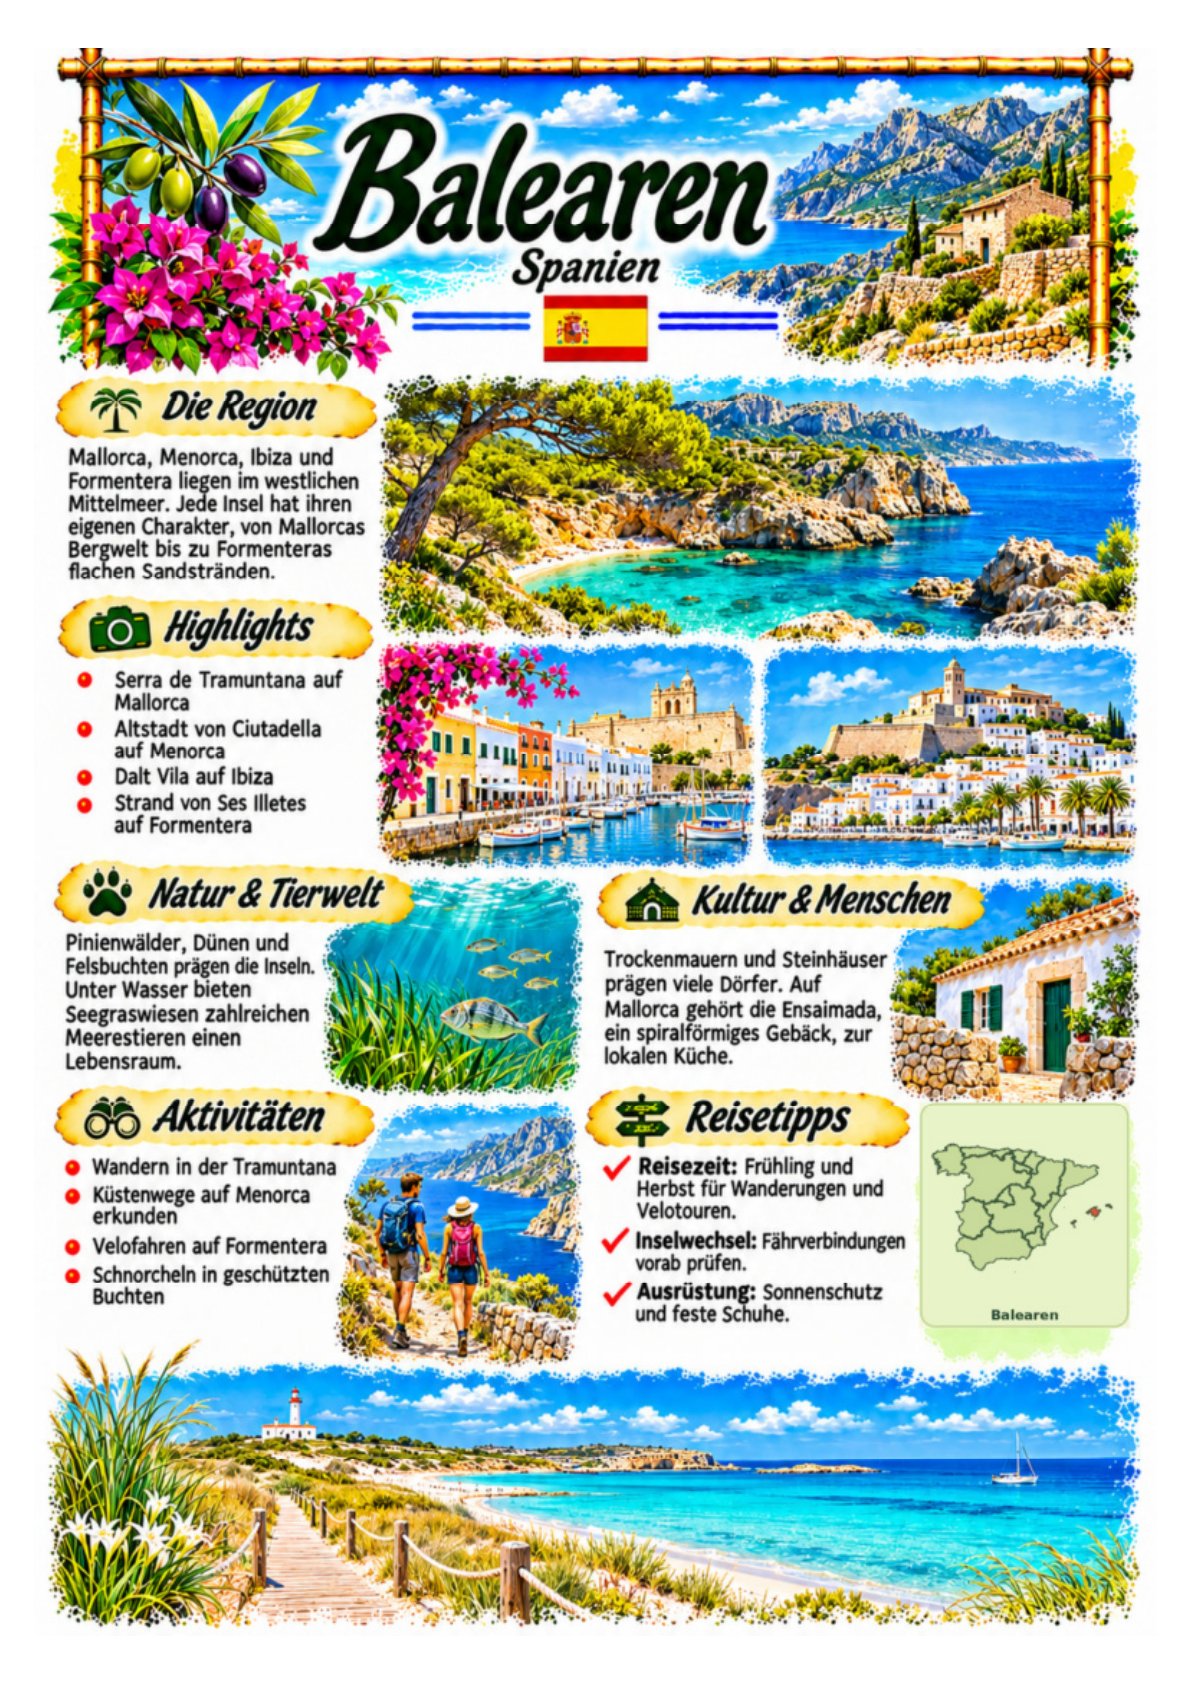 Balearen
Spanien
Die Region
Mallorca, Menorca, Ibiza und
Formentera liegen im westlichen
Mittelmeer. Jede Insel hat ihren
eigenen Charakter, von Mallorcas
Bergwelt bis zu Formenteras
flachen Sandstränden.
Highlights
Serra de Tramuntana auf
Mallorca
Altstadt von Ciutadella
auf Menorca
Dalt Vila auf Ibiza
Strand von Ses Illetes
auf Formentera
Natur & Tierwelt
Pinienwälder, Dünen und
Felsbuchten prägen die Inseln.
Unter Wasser bieten
Seegraswiesen zahlreichen
Meerestieren einen
Lebensraum.
Kultur & Menschen
Trockenmauern und Steinhäuser
prägen viele Dörfer. Auf
Mallorca gehört die Ensaimada,
ein spiralförmiges Gebäck, zur
lokalen Küche.
Aktivitäten
Wandern in der Tramuntana
Küstenwege auf Menorca
erkunden
Velofahren auf Formentera
Schnorcheln in geschützten
Buchten
Reisetipps
Reisezeit: Frühling und
Herbst für Wanderungen und
Velotouren.
Inselwechsel: Fährverbindungen
vorab prüfen.
Ausrüstung: Sonnenschutz
und feste Schuhe.
Balearen